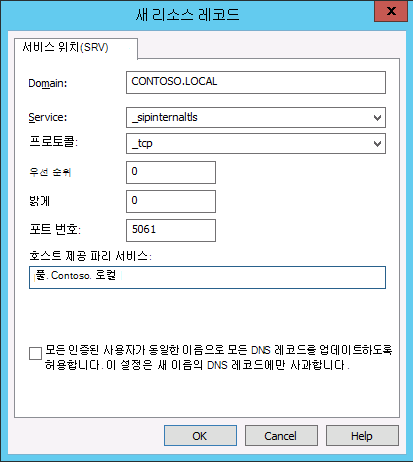 새 리소스 레코드
x
서비스 위치(SRV)
Domain: CONTOSO.LOCAL
Service: _sipinternaltls
프로토콜: _tcp
우선 순위 0
밝게 0
포트 번호: 5061
호스트 제공 파리 서비스:
풀. Contoso. 로컬
모든 인증된 사용자가 동일한 이름으로 모든 DNS 레코드를 업데이트하도록
허용합니다. 이 설정은 새 이름의 DNS 레코드에만 사과합니다.
OK Cancel Help